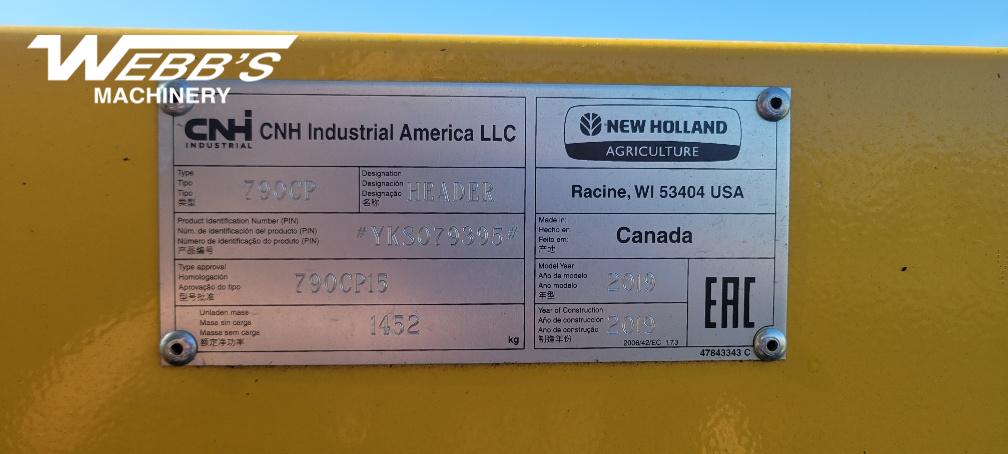 WEBB'S
MACHINERY
CNH
INDUSTRIAL
CNH Industrial America LLC
NEW HOLLAND
AGRICULTURE
Racine, WI 53404 USA
Type
Tipo
Tipo
类型
790CP
Designation
Designación
Designação
名称
HEADER
Product Identification Number (PIN)
Núm. de identificación del producto (PIN)
Número de identificação do produto (PIN)
产品编号
#YKS079395#
Made in:
Hecho en:
Feito em:
产地
Canada
Type approval
Homologación
Aprovação do tipo
型号批准
790CP15
Model Year
Año de modelo
Ano modelo
年型
2019
EAC
Unladen mass
Masa sin carga
Massa sem carga
额定净功率
1452
kg
Year of Construction
Año de construcción
Ano de construção
制造年份
2019
2006/42/EC 1.7.3
47843343 C